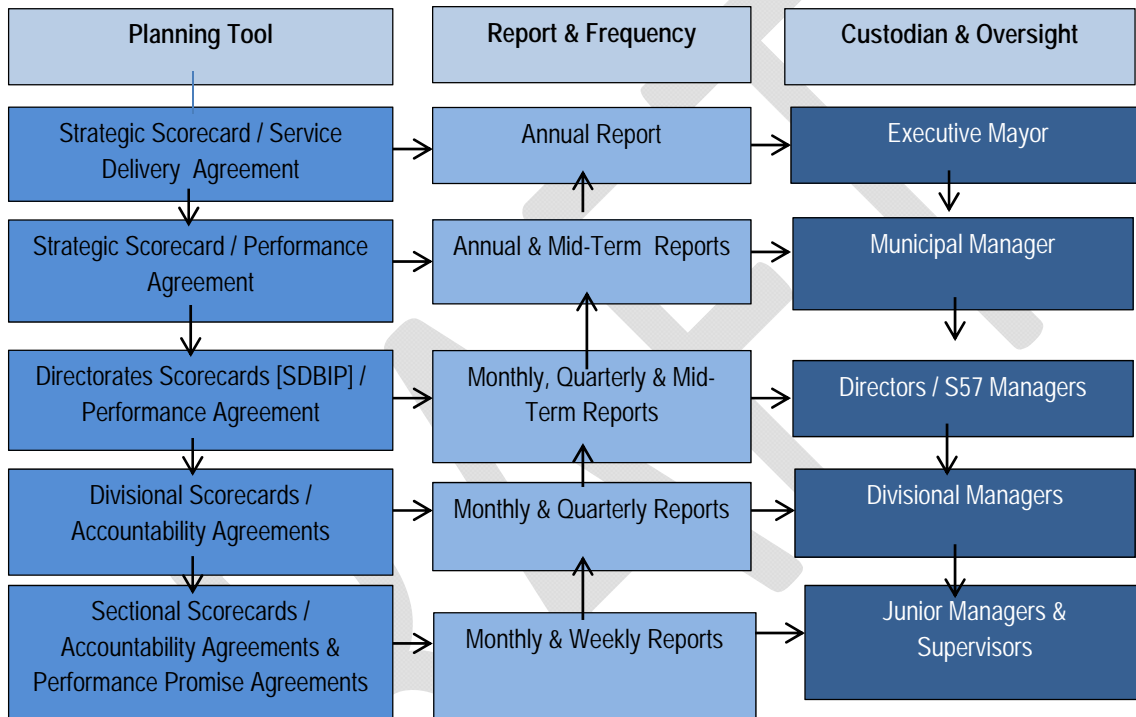 Planning Tool
Report & Frequency
Custodian & Oversight
Strategic Scorecard / Service
Delivery Agreement
Annual Report
Executive Mayor
Strategic Scorecard / Performance
Agreement
Annual & Mid-Term Reports
Municipal Manager
Directorates Scorecards [SDBIP] /
Performance Agreement
Monthly, Quarterly & Mid-
Term Reports
Directors / S57 Managers
Divisional Scorecards /
Accountability Agreements
Monthly & Quarterly Reports
Divisional Managers
Sectional Scorecards /
Accountability Agreements &
Performance Promise Agreements
Monthly & Weekly Reports
Junior Managers &
Supervisors